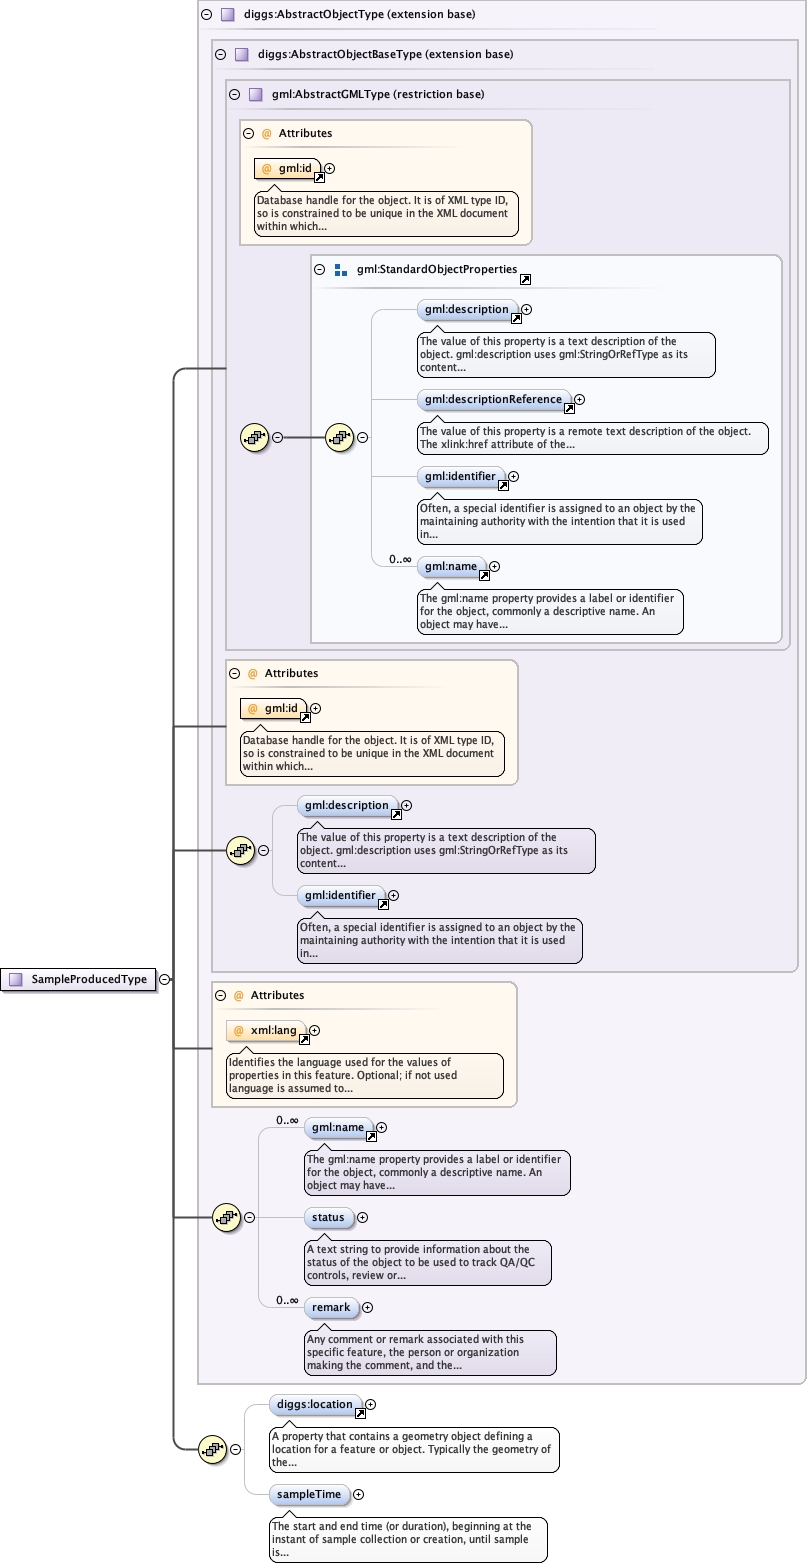 diggs:AbstractObjectType (extension base)
diggs:AbstractObjectBaseType (extension base)
gml:AbstractGMLType (restriction base)
@ Attributes
@ gml:id
Database handle for the object. It is of XML type ID,
so is constrained to be unique in the XML document
within which...
gml:StandardObjectProperties
gml:description
The value of this property is a text description of the
object. gml:description uses gml:StringOrRefType as its
content...
gml:descriptionReference
The value of this property is a remote text description of the object.
The xlink:href attribute of the...
gml:identifier
Often, a special identifier is assigned to an object by the
maintaining authority with the intention that it is used
in...
0..∞
gml:name
The gml:name property provides a label or identifier
for the object, commonly a descriptive name. An
object may have...
@ Attributes
@ gml:id
Database handle for the object. It is of XML type ID,
so is constrained to be unique in the XML document
within which...
gml:description
The value of this property is a text description of the
object. gml:description uses gml:StringOrRefType as its
content...
gml:identifier
Often, a special identifier is assigned to an object by the
maintaining authority with the intention that it is used
in...
SampleProducedType
@ Attributes
@ xml:lang
Identifies the language used for the values of
properties in this feature. Optional; if not used
language is assumed to...
0..∞
gml:name
The gml:name property provides a label or identifier
for the object, commonly a descriptive name. An
object may have...
status
A text string to provide information about the
status of the object to be used to track QA/QC
controls, review or...
0..∞
remark
Any comment or remark associated with this
specific feature, the person or organization
making the comment, and the...
diggs:location
A property that contains a geometry object defining a
location for a feature or object. Typically the geometry of
the...
sampleTime
The start and end time (or duration), beginning at the
instant of sample collection or creation, until sample
is...